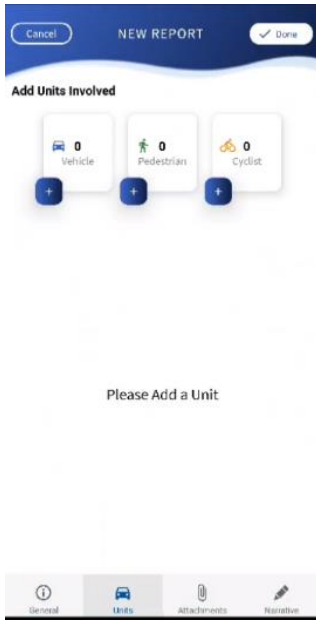 Cancel NEW REPORT Done
Add Units Involved
0 0 0
Vehicle Pedestrian Cyclist
+ + +
Please Add a Unit
General Units Attachments Narrative